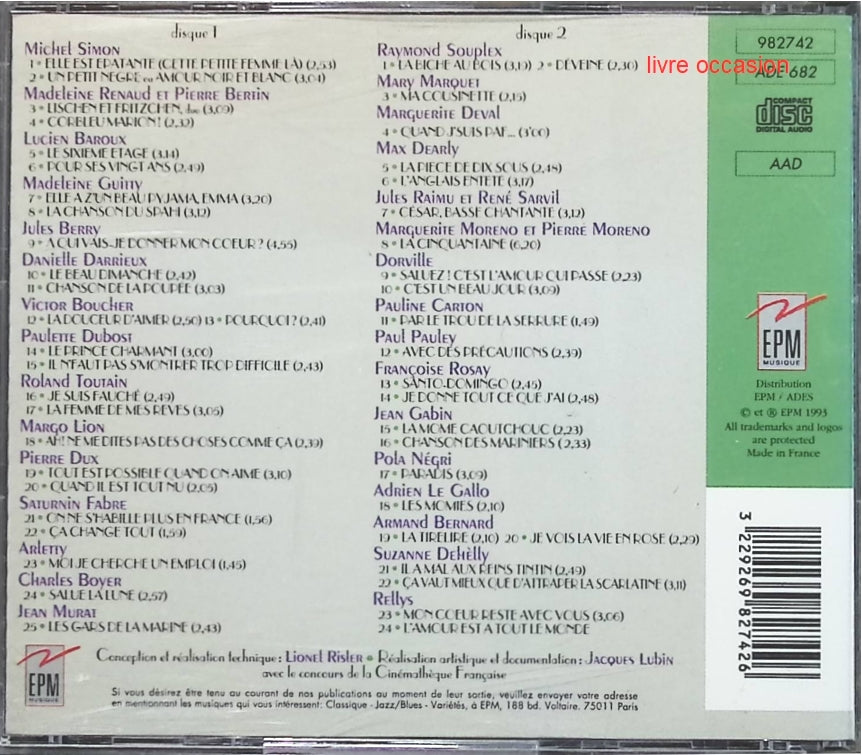 disque 1
Michel Simon
1 • ELLE EST EPATANTE (CETTE PETITE FEMME LÀ) (2,53)
2 • UN PETIT NEGRE ou AMOUR NOIR ET BLANC (3,04)
Madeleine Renaud et Pierre Bertin
3 • LISCHEN ET FRITZCHEN, duo (3,09)
4 • CORBLEU MARION ! (2,32)
Lucien Baroux
5 • LE SIXIEME ETAGE (3,14)
6 • POUR SES VINGT ANS (2,49)
Madeleine Guitty
7 • ELLE A Z'UN BEAU PYJAMA, EMMA (3,20)
8 • LA CHANSON DU SPAHI (3,12)
Jules Berry
9 • A QUI VAIS-JE DONNER MON COEUR ? (4,55)
Danielle Darrieux
10 • LE BEAU DIMANCHE (2,42)
11 • CHANSON DE LA POUPÉE (3,03)
Victor Boucher
12 • LA DOUCEUR D'AIMER (2,50) 13 • POURQUOI ? (2,41)
Paulette Dubost
14 • LE PRINCE CHARMANT (3,00)
15 • IL N'FAUT PAS S'MONTRER TROP DIFFICILE (2,43)
Roland Toutain
16 • JE SUIS FAUCHÉ (2,49)
17 • LA FEMME DE MES REVES (3,05)
Margo Lion
18 • AH! NE ME DITES PAS DES CHOSES COMME ÇA (2,39)
Pierre Dux
19 • TOUT EST POSSIBLE QUAND ON AIME (3,10)
20 • QUAND IL EST TOUT NU (2,05)
Saturnin Fabre
21 • ON NE S'HABILLE PLUS EN FRANCE (1,56)
22 • ÇA CHANGE TOUT (1,59)
Arletty
23 • MOI JE CHERCHE UN EMPLOI (1,45)
Charles Boyer
24 • SALUE LA LUNE (2,57)
Jean Murat
25 • LES GARS DE LA MARINE (2,43)
disque 2
Raymond Souplex
1 • LA BICHE AU BOIS (3,19) 2 • DEVEINE (2,30)
Mary Marquet
3 • MA COUSINETTE (2,15)
Marguerite Deval
4 • QUAND J'SUIS PAF... (3'00)
Max Dearly
5 • LA PIECE DE DIX SOUS (2,48)
6 • L'ANGLAIS ENTETE (3,17)
Jules Raimu et René Sarvil
7 • CÉSAR, BASSE CHANTANTE (3,12)
Marguerite Moreno et Pierre Moreno
8 • LA CINQUANTAINE (6,20)
Dorville
9 • SALUEZ ! C'EST L'AMOUR QUI PASSE (2,23)
10 • C'EST UN BEAU JOUR (3,09)
Pauline Carton
11 • PAR LE TROU DE LA SERRURE (1,49)
Paul Pauley
12 • AVEC DES PRÉCAUTIONS (2,39)
Françoise Rosay
13 • SANTO-DOMINGO (2,45)
14 • JE DONNE TOUT CE QUE J'AI (2,48)
Jean Gabin
15 • LA MOME CAOUTCHOUC (2,23)
16 • CHANSON DES MARINIERS (2,33)
Pola Négri
17 • PARADIS (3,09)
Adrien Le Gallo
18 • LES MOMIES (2,10)
Armand Bernard
19 • LA TIRELIRE (2,10) 20 • JE VOIS LA VIE EN ROSE (2,29)
Suzanne Dehelly
21 • IL A MAL AUX REINS TINTIN (2,49)
22 • ÇA VAUT MIEUX QUE D'ATTRAPER LA SCARLATINE (3,11)
Rellys
23 • MON COEUR RESTE AVEC VOUS (3,06)
24 • L'AMOUR EST A TOUT LE MONDE
982742
livre occasion
ADE 682
COMPACT
disc
DIGITAL AUDIO
AAD
EPM
MUSIQUE
Distribution
EPM / ADES
© et ℗ EPM 1993
All trademarks and logos
are protected
Made in France
3 229269 827426
EPM
MUSIQUE
Conception et réalisation technique : Lionel Risler • Réalisation artistique et documentation : Jacques Lubin
avec le concours de la Cinémathèque Française
Si vous désirez être tenu au courant de nos publications au moment de leur sortie, veuillez envoyer votre adresse
en mentionnant les musiques qui vous intéressent: Classique - Jazz/Blues - Variétés, à EPM, 188 bd. Voltaire. 75011 Paris